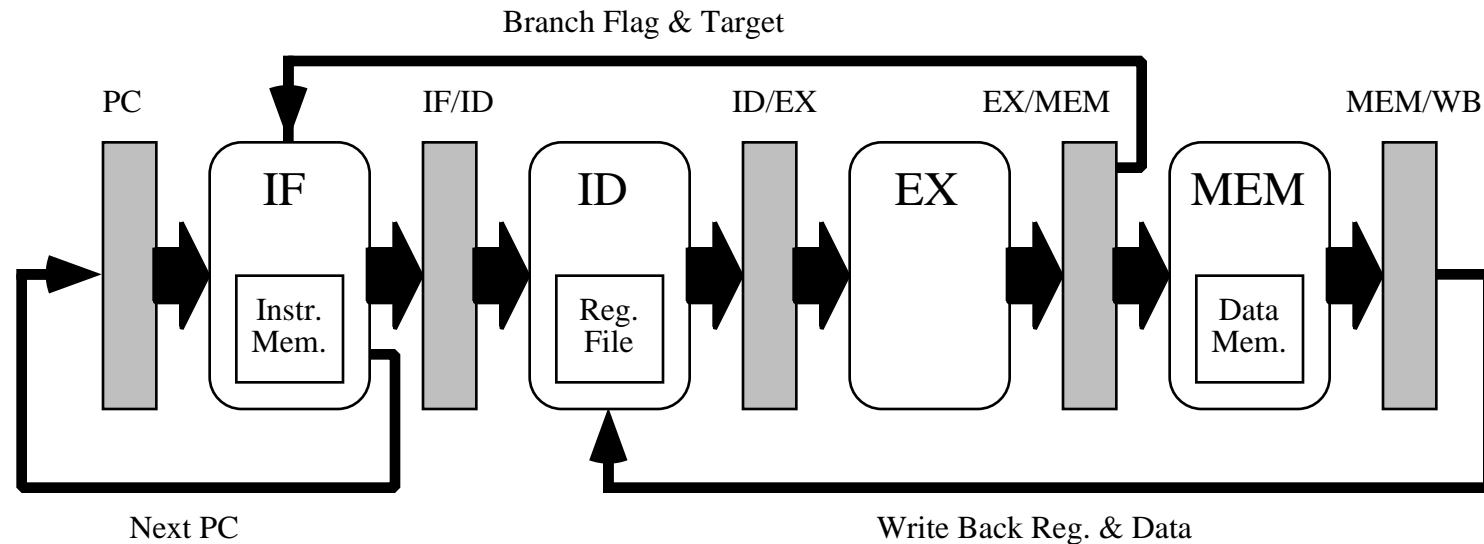 Branch Flag & Target
PC
IF/ID
ID/EX
EX/MEM
MEM/WB
IF
ID
EX
MEM
Instr.
Mem.
Reg.
File
Data
Mem.
Next PC
Write Back Reg. & Data